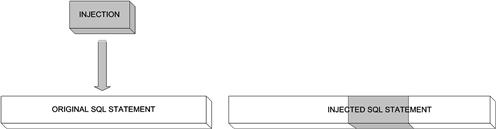 INJECTION
ORIGINAL SQL STATEMENT
INJECTED SQL STATEMENT